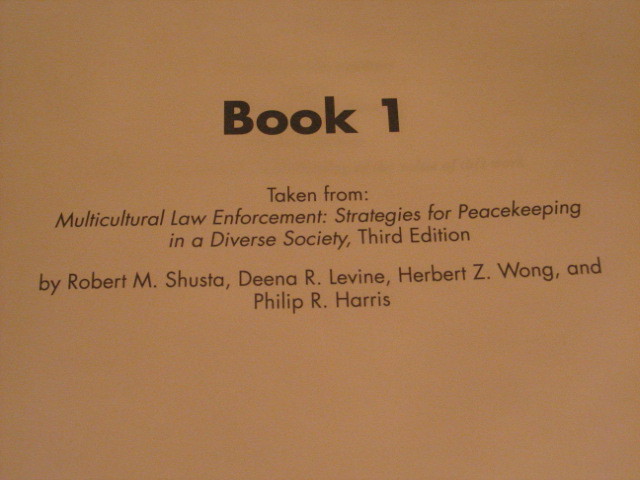 Book 1
Taken from:
Multicultural Law Enforcement: Strategies for Peacekeeping
in a Diverse Society, Third Edition
by Robert M. Shusta, Deena R. Levine, Herbert Z. Wong, and
Philip R. Harris